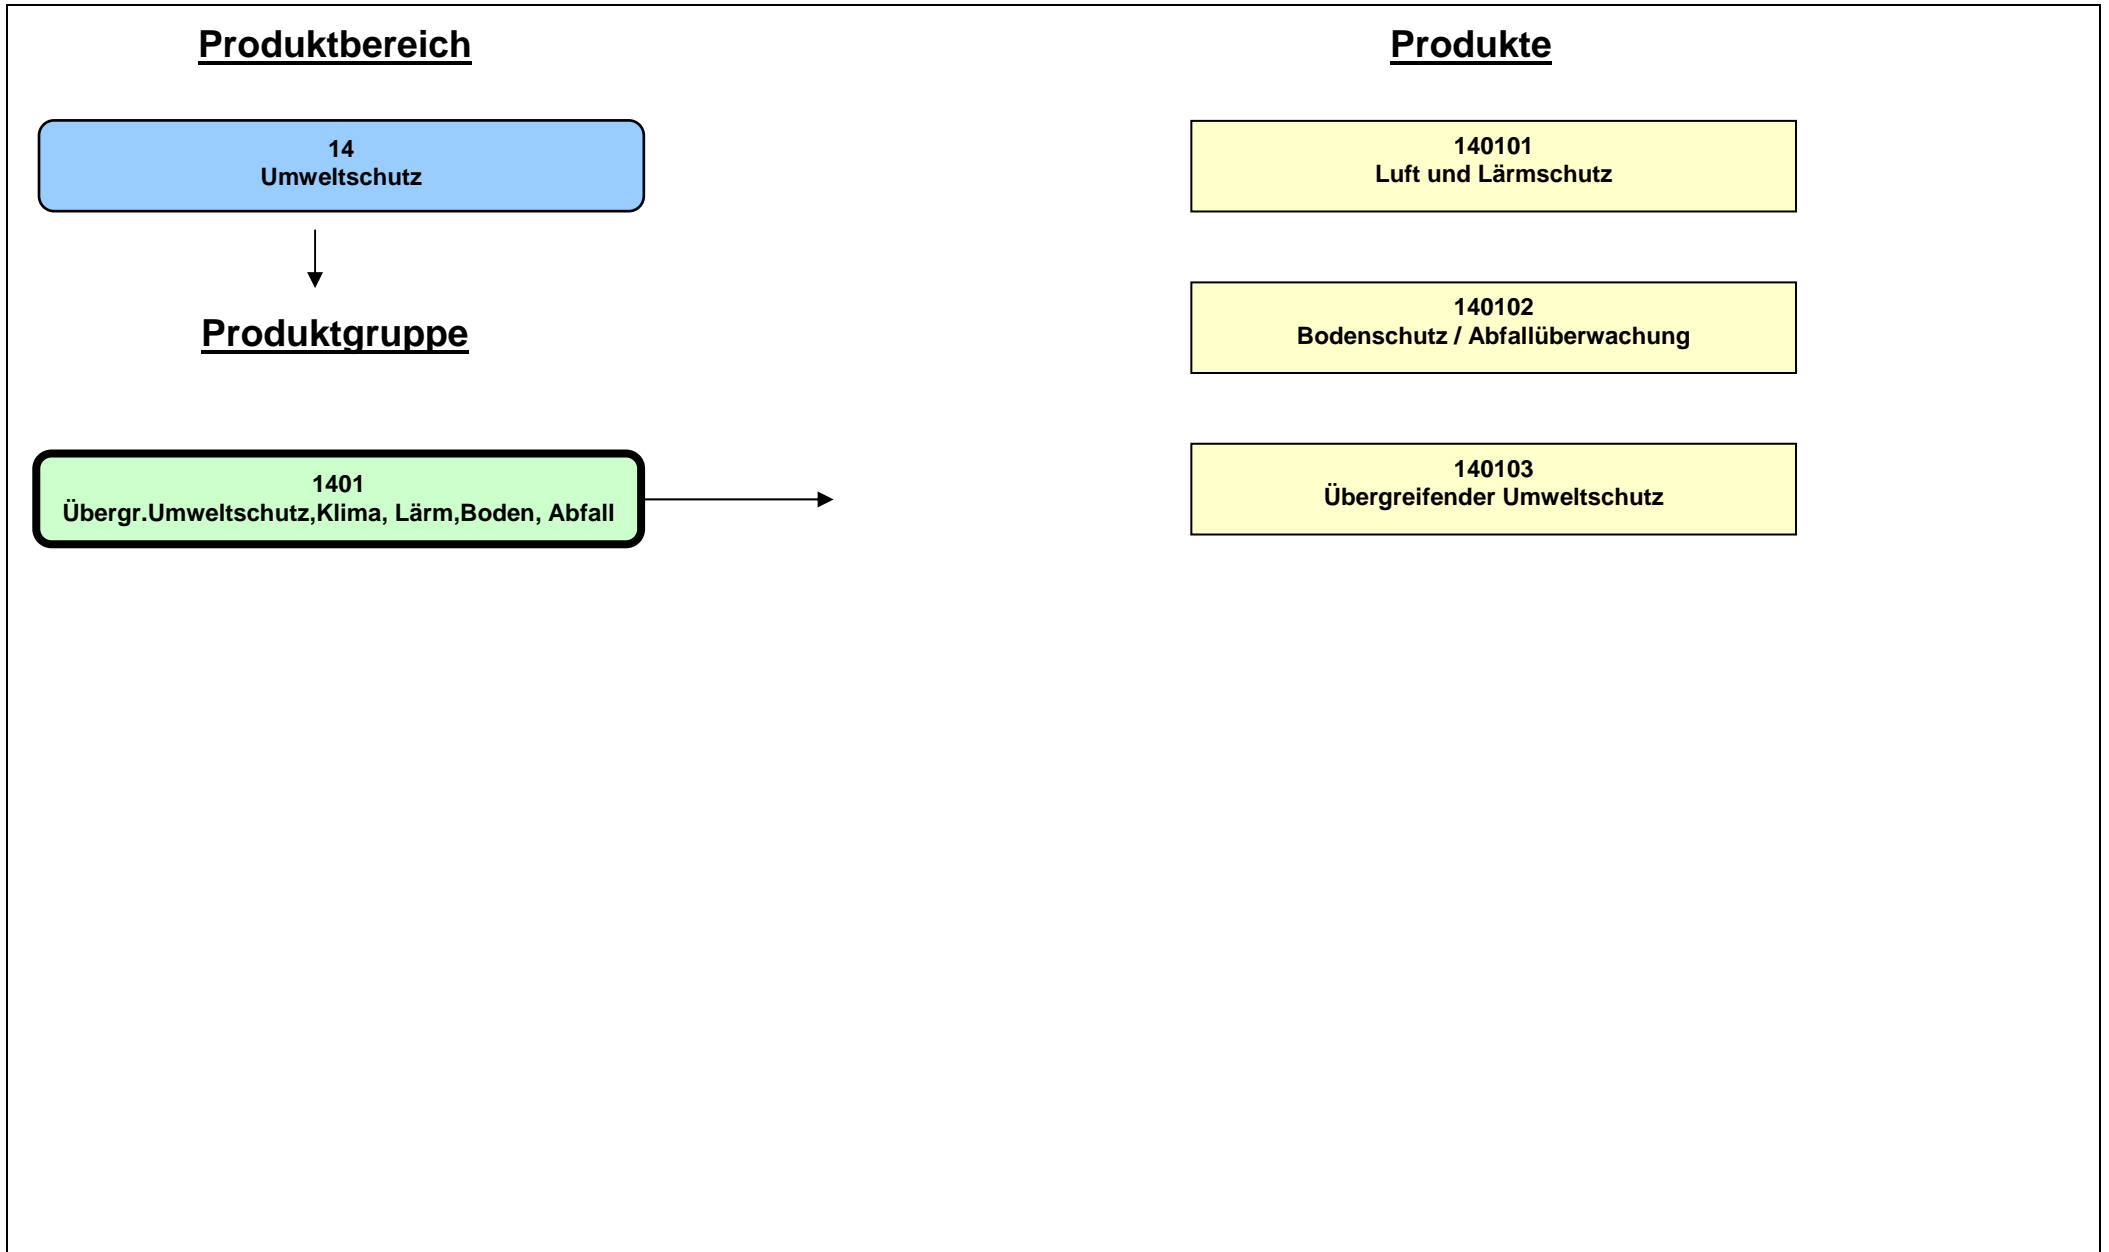 Produktbereich
14
Umweltschutz
Produktgruppe
1401
Übergr.Umweltschutz,Klima, Lärm,Boden, Abfall
Produkte
140101
Luft und Lärmschutz
140102
Bodenschutz / Abfallüberwachung
140103
Übergreifender Umweltschutz